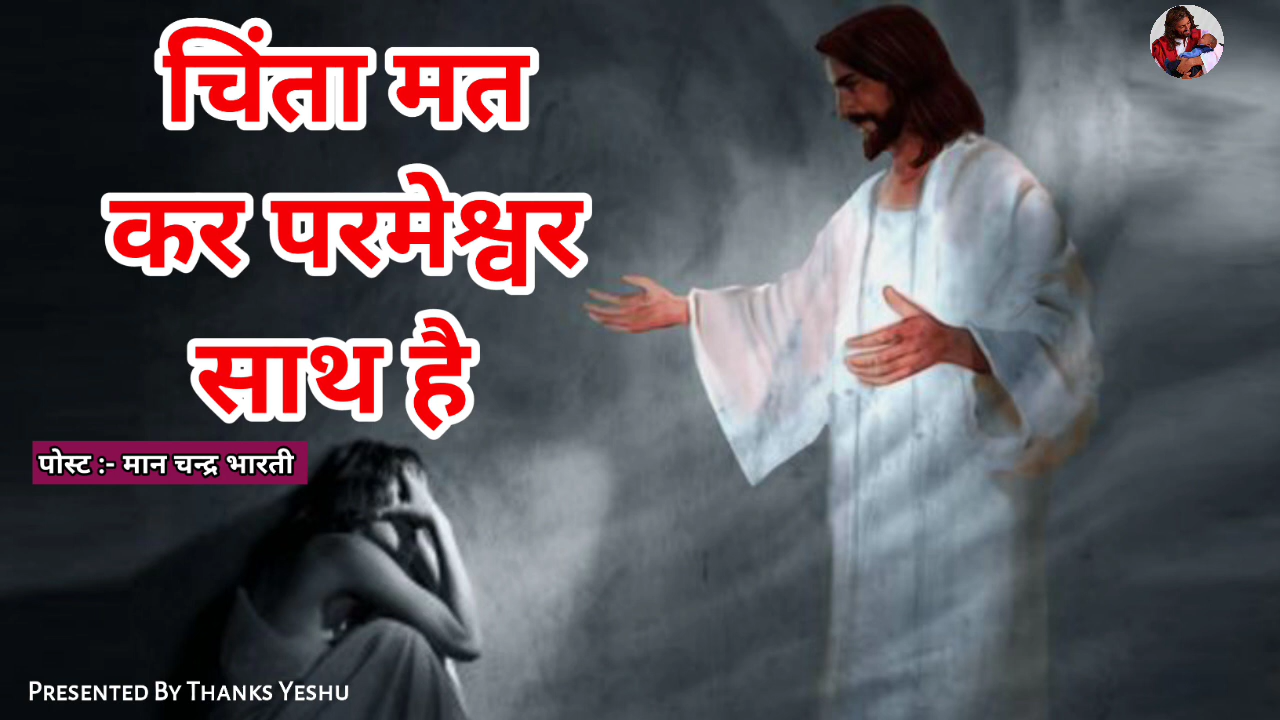 चिंता मत
कर परमेश्वर
साथ है
पोस्ट :- मान चन्द्र भारती
Presented By Thanks Yeshu